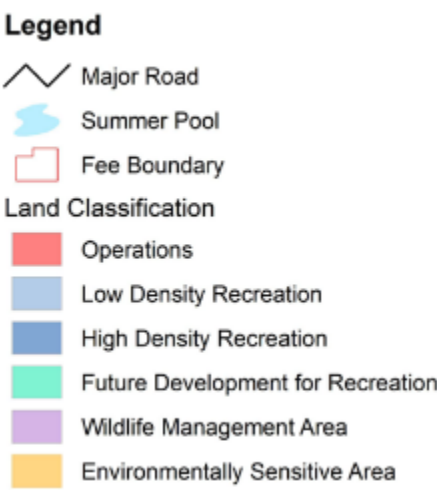 Legend
Major Road
Summer Pool
Fee Boundary
Land Classification
Operations
Low Density Recreation
High Density Recreation
Future Development for Recreation
Wildlife Management Area
Environmentally Sensitive Area